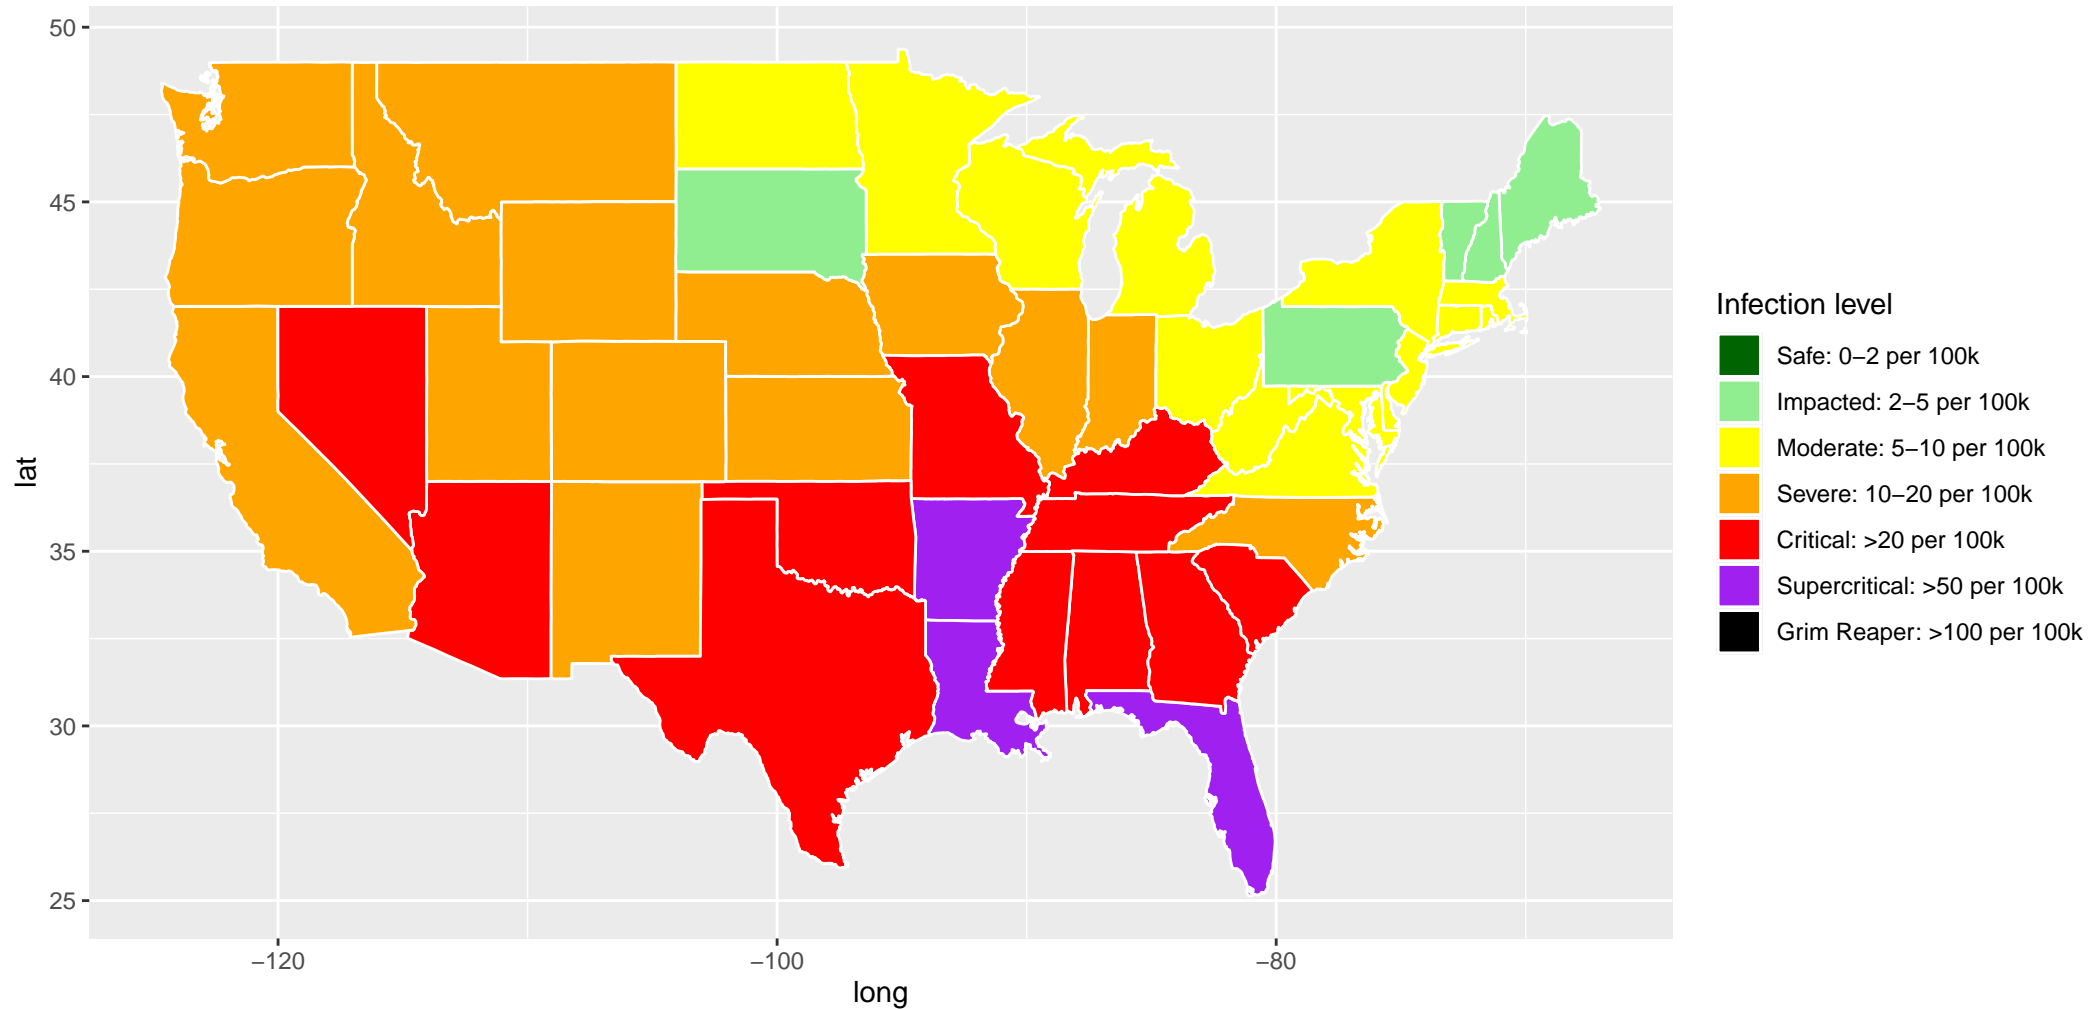 50
45
40
35
30
25
lat
−120
−100
−80
long
Infection level
Safe: 0−2 per 100k
Impacted: 2−5 per 100k
Moderate: 5−10 per 100k
Severe: 10−20 per 100k
Critical: >20 per 100k
Supercritical: >50 per 100k
Grim Reaper: >100 per 100k